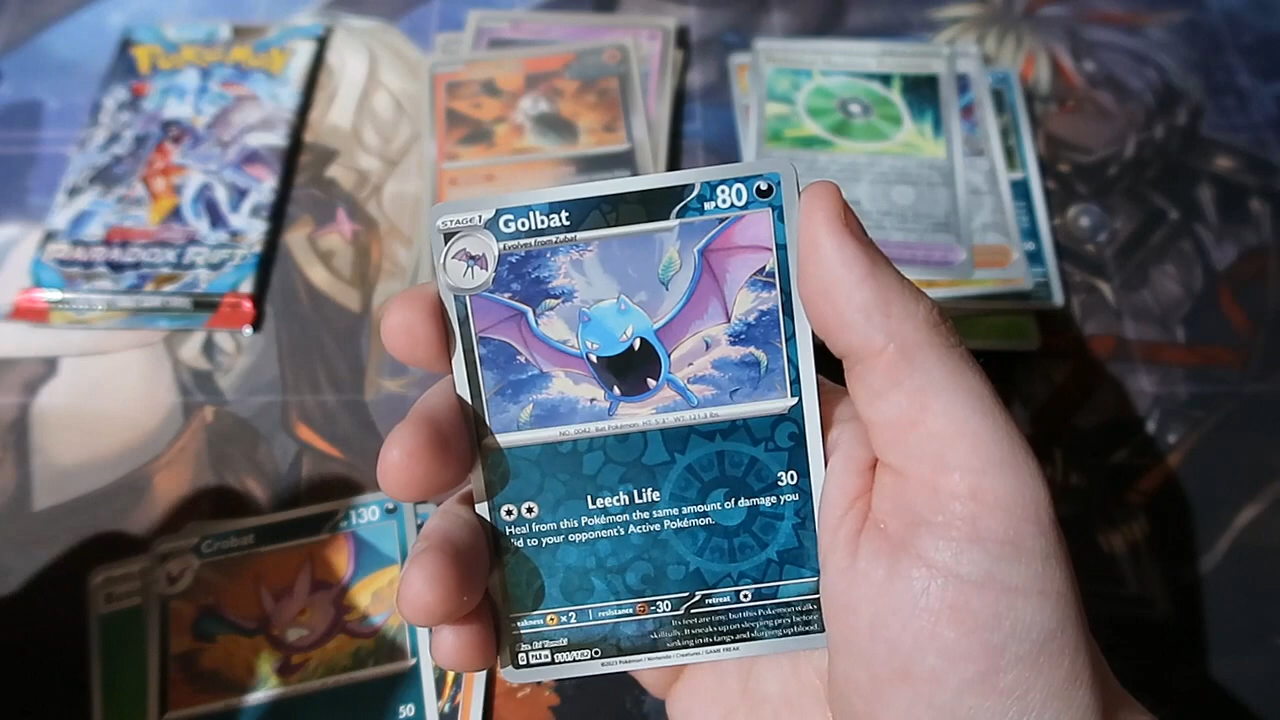 Pokémon
PARADOX RIFT
STAGE 1
Golbat
HP 80
Evolves from Zubat
NO. 0042 Bat Pokémon HT: 5'3" WT: 121.3 lbs.
Leech Life 30
Heal from this Pokémon the same amount of damage you
did to your opponent's Active Pokémon.
weakness ×2 resistance -30 retreat
Its feet are tiny, but this Pokémon walks
skillfully. It sneaks up on sleeping prey before
sinking in its fangs and slurping up blood.
G PAR EN 111/182
©2023 Pokémon / Nintendo / Creatures / GAME FREAK
Crobat
130
50